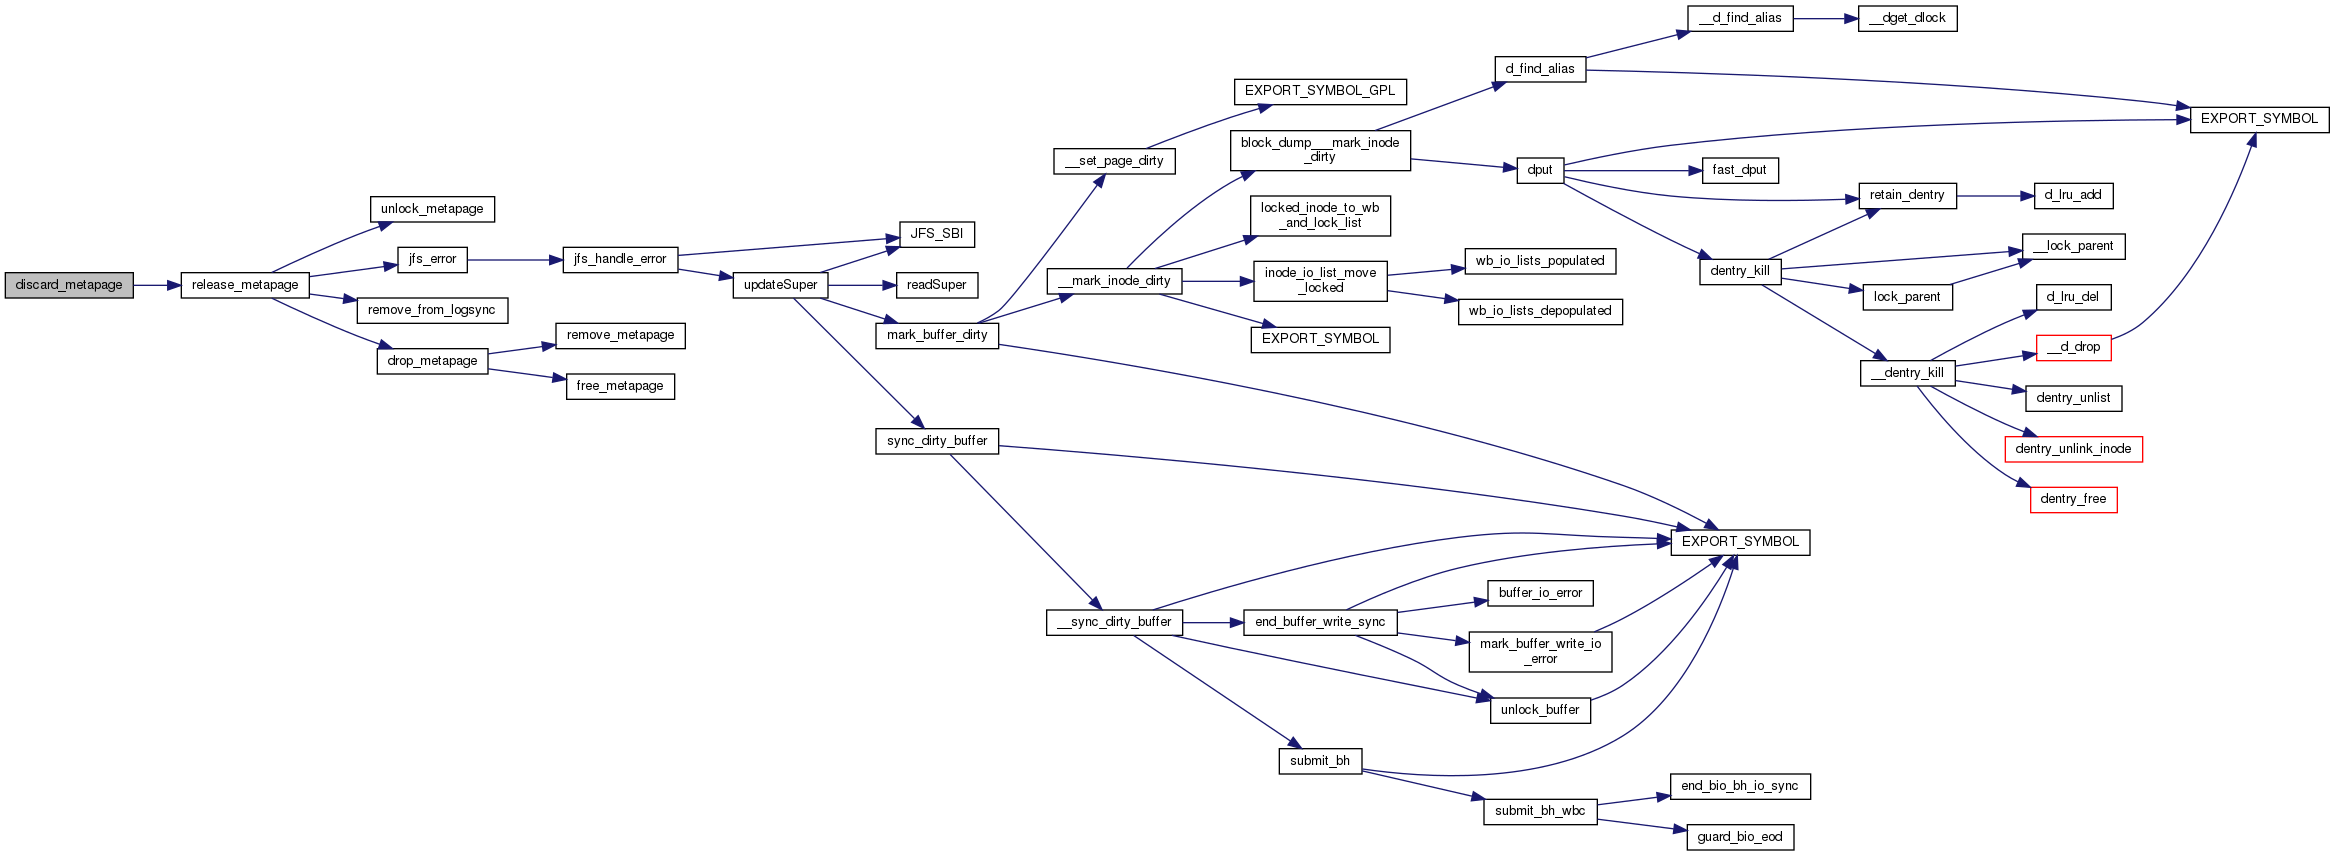 discard_metapage
release_metapage
unlock_metapage
jfs_error
remove_from_logsync
drop_metapage
jfs_handle_error
remove_metapage
free_metapage
JFS_SBI
updateSuper
readSuper
mark_buffer_dirty
sync_dirty_buffer
__set_page_dirty
EXPORT_SYMBOL_GPL
__mark_inode_dirty
block_dump___mark_inode
_dirty
locked_inode_to_wb
_and_lock_list
inode_io_list_move
_locked
EXPORT_SYMBOL
wb_io_lists_populated
wb_io_lists_depopulated
d_find_alias
__d_find_alias
__dget_dlock
EXPORT_SYMBOL
dput
fast_dput
retain_dentry
d_lru_add
dentry_kill
__lock_parent
lock_parent
d_lru_del
__d_drop
__dentry_kill
dentry_unlist
dentry_unlink_inode
dentry_free
EXPORT_SYMBOL
__sync_dirty_buffer
end_buffer_write_sync
buffer_io_error
mark_buffer_write_io
_error
unlock_buffer
submit_bh
submit_bh_wbc
end_bio_bh_io_sync
guard_bio_eod